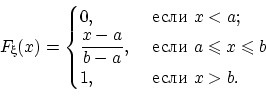 F_ξ(x) = { 0, если x < a;
(x − a)/(b − a), если a ⩽ x ⩽ b
1, если x > b.